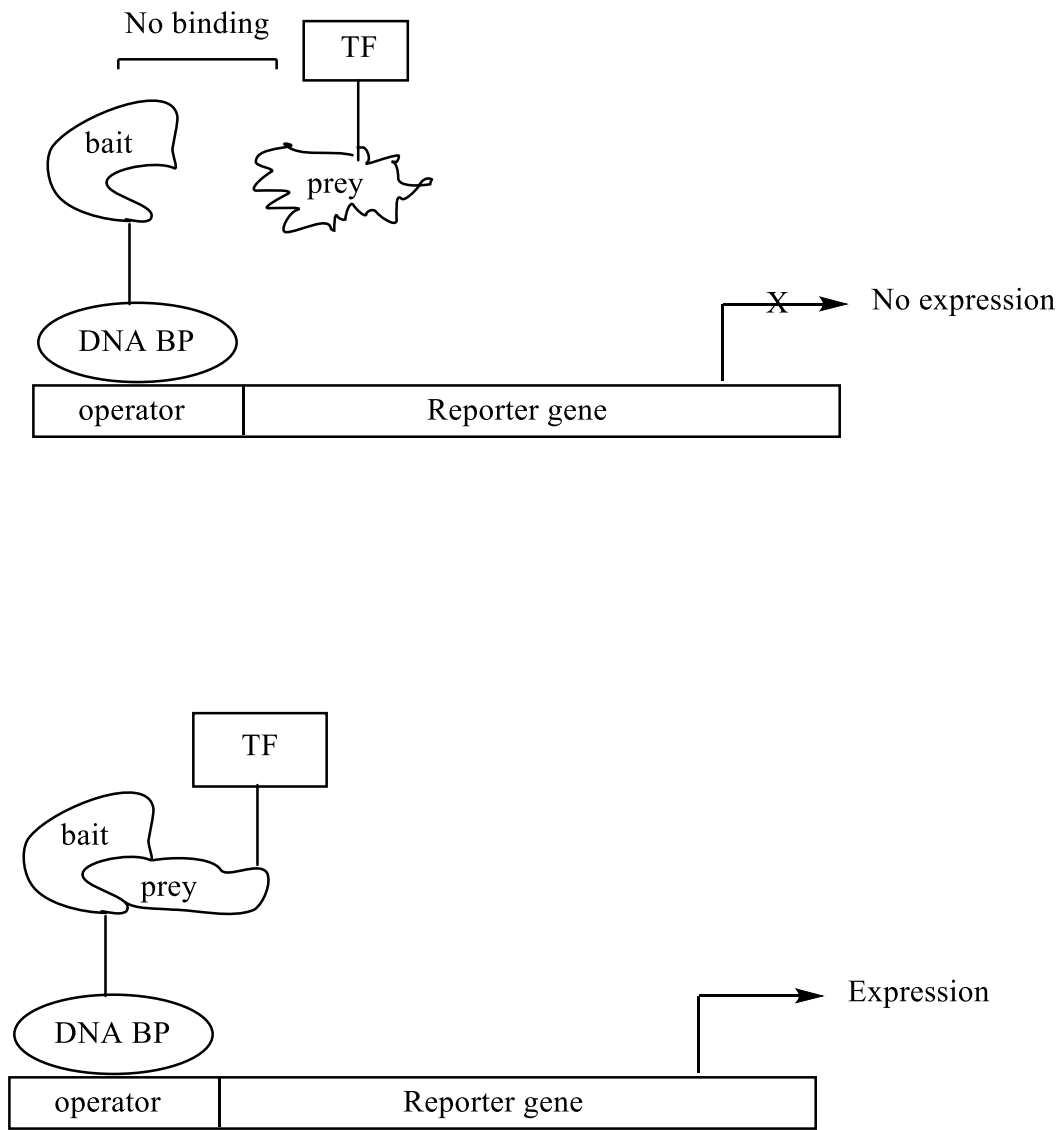 No binding
TF
bait
prey
X
No expression
DNA BP
operator
Reporter gene
TF
bait
prey
Expression
DNA BP
operator
Reporter gene